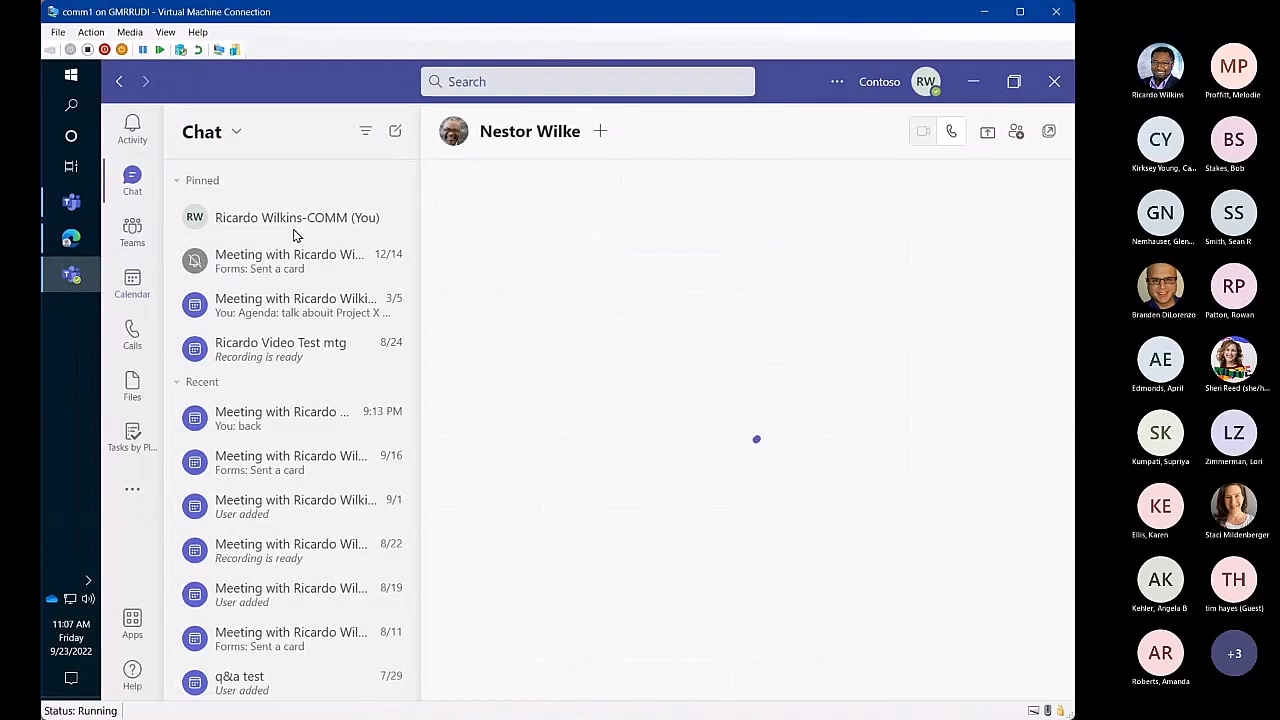 comm1 on GMRRUDI - Virtual Machine Connection
File Action Media View Help
Search
Contoso
RW
Activity
Chat
Teams
Calendar
Calls
Files
Tasks by Pl...
Apps
Help
Chat
Pinned
RW
Ricardo Wilkins-COMM (You)
Meeting with Ricardo Wi... 12/14
Forms: Sent a card
Meeting with Ricardo Wilki... 3/5
You: Agenda: talk abouit Project X ...
Ricardo Video Test mtg 8/24
Recording is ready
Recent
Meeting with Ricardo ... 9:13 PM
You: back
Meeting with Ricardo Wil... 9/16
Forms: Sent a card
Meeting with Ricardo Wilki... 9/1
User added
Meeting with Ricardo Wil... 8/22
Recording is ready
Meeting with Ricardo Wil... 8/19
User added
Meeting with Ricardo Wil... 8/11
Forms: Sent a card
q&a test 7/29
User added
Nestor Wilke
11:07 AM
Friday
9/23/2022
Status: Running
Ricardo Wilkins
MP
Proffitt, Melodie
CY
Kirksey Young, Ca...
BS
Stakes, Bob
GN
Nemhauser, Glen...
SS
Smith, Sean R
Branden DiLorenzo
RP
Patton, Rowan
AE
Edmonds, April
Sheri Reed (she/h...
SK
Kumpati, Supriya
LZ
Zimmerman, Lori
KE
Ellis, Karen
Staci Mildenberger
AK
Kehler, Angela B
TH
tim hayes (Guest)
AR
Roberts, Amanda
+3